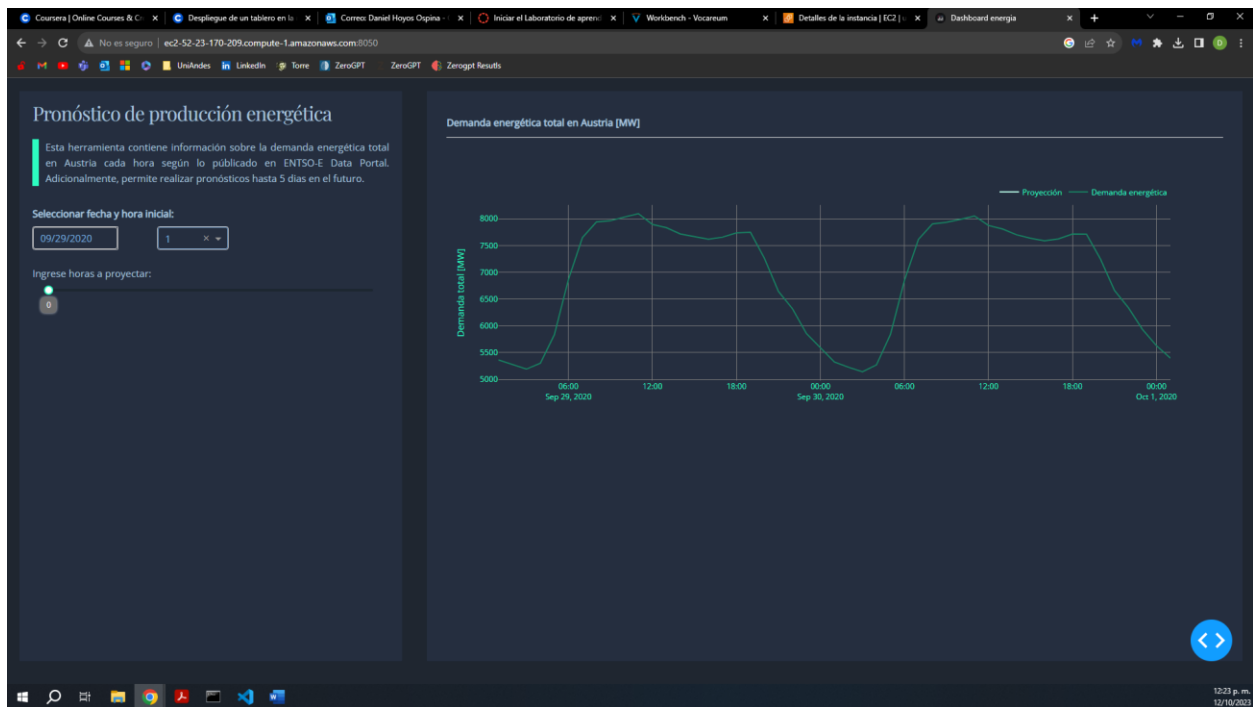 Coursera | Online Courses & Cr
Despliegue de un tablero en la
Correo: Daniel Hoyos Ospina -
Iniciar el Laboratorio de aprend
Workbench - Vocareum
Detalles de la instancia | EC2 | u
Dashboard energia
No es seguro | ec2-52-23-170-209.compute-1.amazonaws.com:8050
UniAndes
LinkedIn
Torre
ZeroGPT
ZeroGPT
Zerogpt Resutls
Pronóstico de producción energética
Esta herramienta contiene información sobre la demanda energética total
en Austria cada hora según lo públicado en ENTSO-E Data Portal.
Adicionalmente, permite realizar pronósticos hasta 5 dias en el futuro.
Seleccionar fecha y hora inicial:
09/29/2020
1
Ingrese horas a proyectar:
0
Demanda energética total en Austria [MW]
Proyección
Demanda energética
Demanda total [MW]
8000
7500
7000
6500
6000
5500
5000
06:00
12:00
18:00
00:00
06:00
12:00
18:00
00:00
Sep 29, 2020
Sep 30, 2020
Oct 1, 2020
12:23 p. m.
12/10/2023